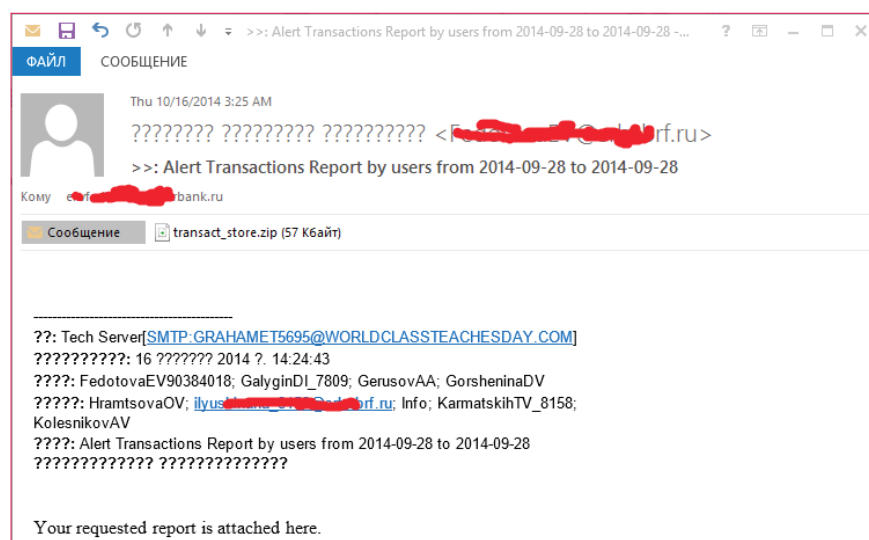 >>: Alert Transactions Report by users from 2014-09-28 to 2014-09-28 -...
ФАЙЛ СООБЩЕНИЕ
Thu 10/16/2014 3:25 AM
???????? ????????? ?????????? < rf.ru>
>>: Alert Transactions Report by users from 2014-09-28 to 2014-09-28
Кому rbank.ru
Сообщение transact_store.zip (57 Кбайт)
------------------------------------------
??: Tech Server[SMTP:GRAHAMET5695@WORLDCLASSTEACHESDAY.COM]
??????????: 16 ??????? 2014 ?. 14:24:43
????: FedotovaEV90384018; GalyginDI_7809; GerusovAA; GorsheninaDV
?????: HramtsovaOV; rf.ru; Info; KarmatskihTV_8158;
KolesnikovAV
????: Alert Transactions Report by users from 2014-09-28 to 2014-09-28
????????????? ??????????????
Your requested report is attached here.